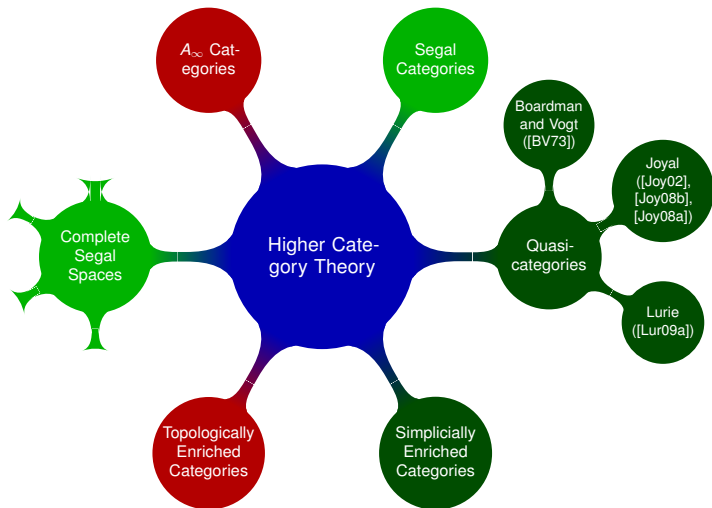 A∞ Cat-
egories
Segal
Categories
Boardman
and Vogt
([BV73])
Joyal
([Joy02],
[Joy08b],
[Joy08a])
Complete
Segal
Spaces
Higher Cate-
gory Theory
Quasi-
categories
Lurie
([Lur09a])
Topologically
Enriched
Categories
Simplicially
Enriched
Categories